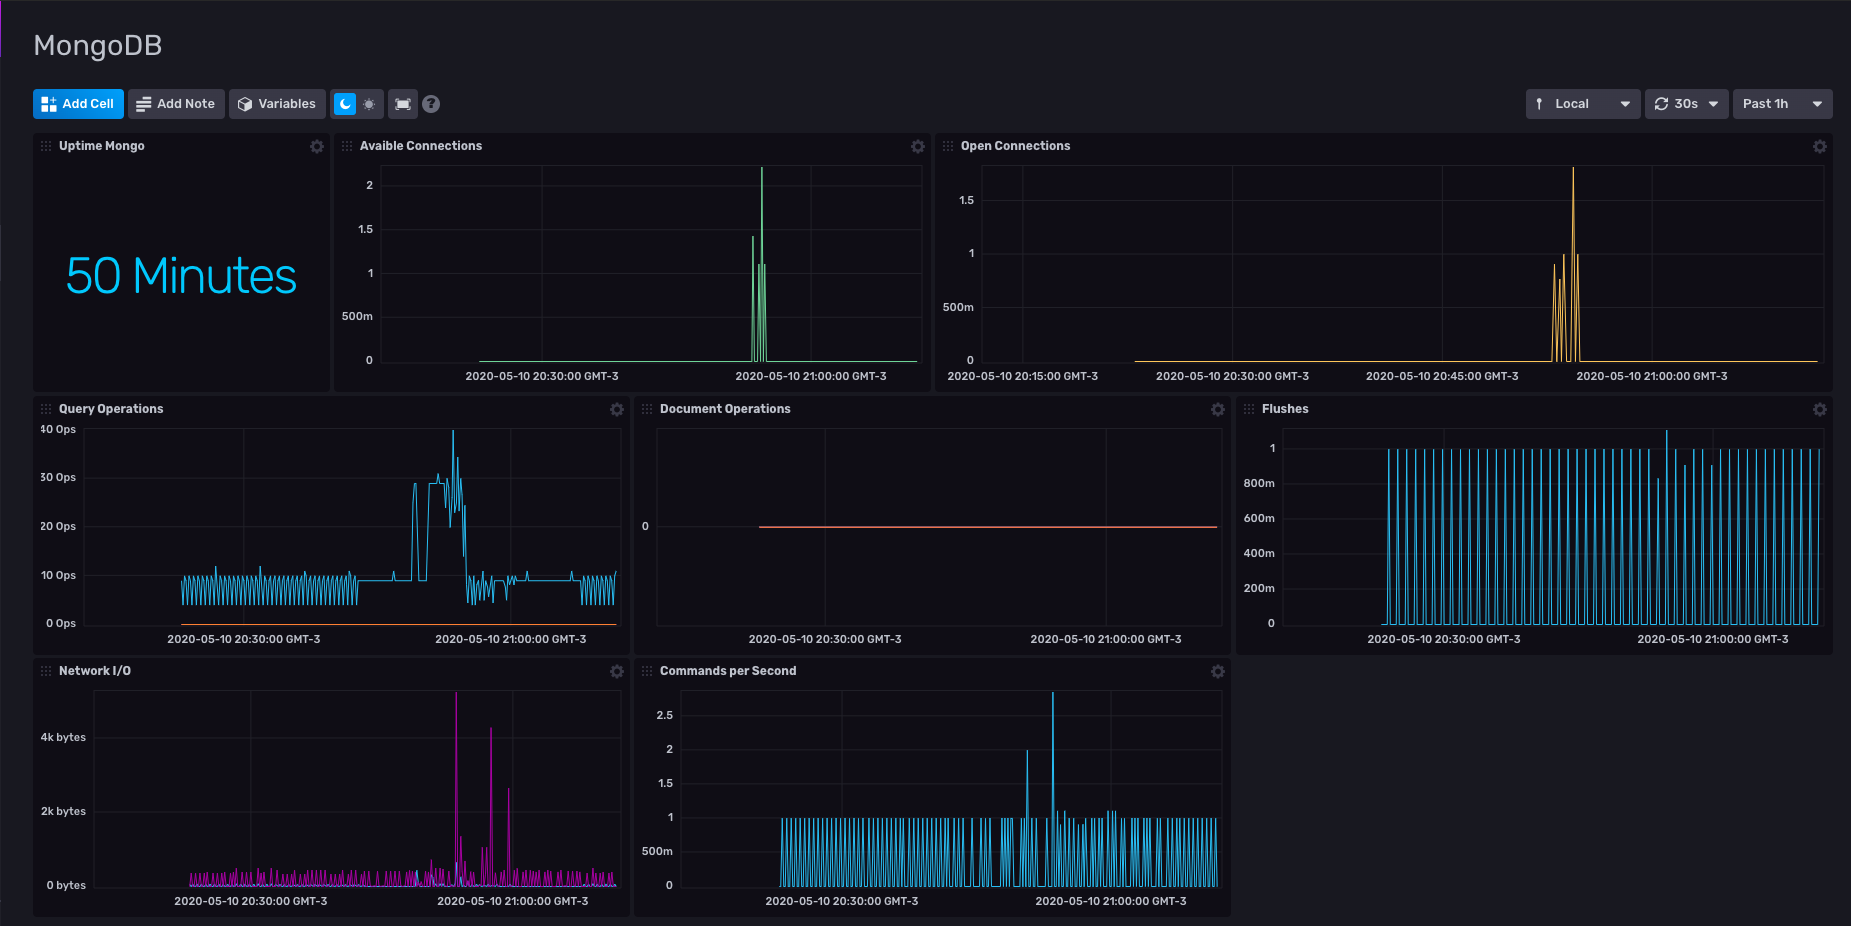 MongoDB
Add Cell
Add Note
Variables
?
Local
30s
Past 1h
Uptime Mongo
50 Minutes
Avaible Connections
2
1.5
1
500m
0
2020-05-10 20:30:00 GMT-3
2020-05-10 21:00:00 GMT-3
Open Connections
1.5
1
500m
0
2020-05-10 20:15:00 GMT-3
2020-05-10 20:30:00 GMT-3
2020-05-10 20:45:00 GMT-3
2020-05-10 21:00:00 GMT-3
Query Operations
40 Ops
30 Ops
20 Ops
10 Ops
0 Ops
2020-05-10 20:30:00 GMT-3
2020-05-10 21:00:00 GMT-3
Document Operations
0
2020-05-10 20:30:00 GMT-3
2020-05-10 21:00:00 GMT-3
Flushes
1
800m
600m
400m
200m
0
2020-05-10 20:30:00 GMT-3
2020-05-10 21:00:00 GMT-3
Network I/O
4k bytes
2k bytes
0 bytes
2020-05-10 20:30:00 GMT-3
2020-05-10 21:00:00 GMT-3
Commands per Second
2.5
2
1.5
1
500m
0
2020-05-10 20:30:00 GMT-3
2020-05-10 21:00:00 GMT-3